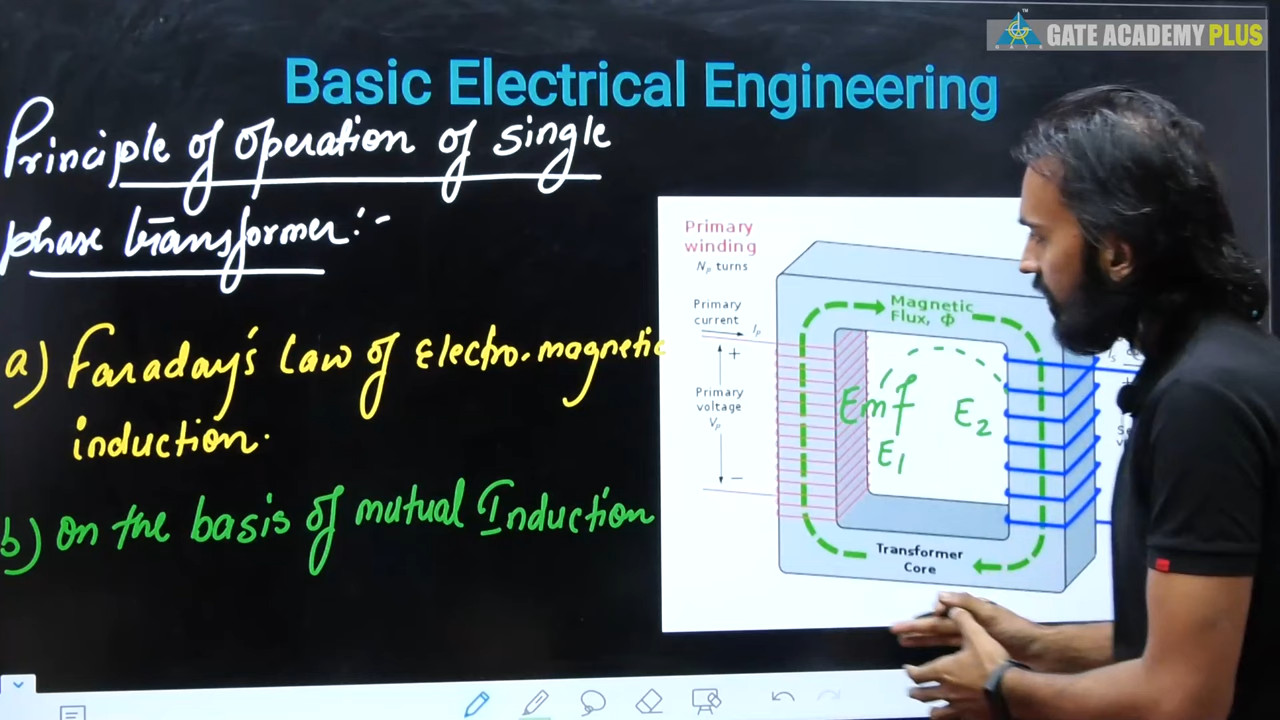 GATE ACADEMY PLUS
GATE
Basic Electrical Engineering
Principle of operation of single
phase transformer:-
a) Faraday's Law of Electro-magnetic
induction.
b) on the basis of mutual Induction
Primary
winding
Np turns
Primary
current
Ip
+
Primary
voltage
Vp
−
Magnetic
Flux, Φ
Emf
E1
E2
Transformer
Core
Is